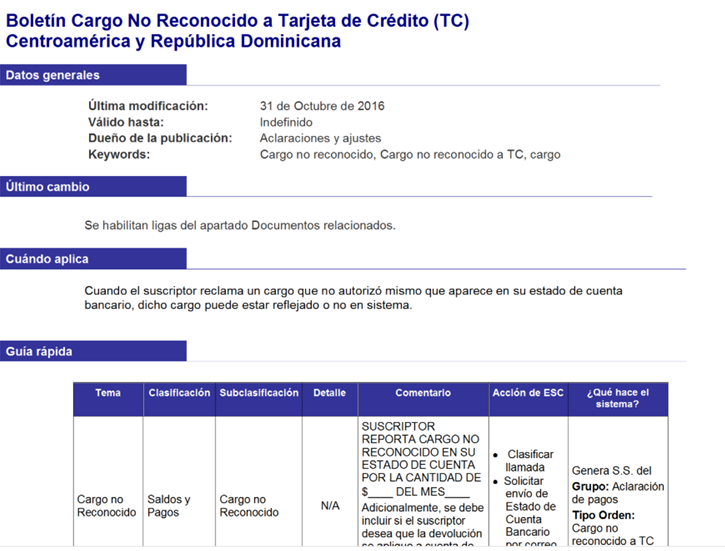 Boletín Cargo No Reconocido a Tarjeta de Crédito (TC)
Centroamérica y República Dominicana
Datos generales
Última modificación: 31 de Octubre de 2016
Válido hasta: Indefinido
Dueño de la publicación: Aclaraciones y ajustes
Keywords: Cargo no reconocido, Cargo no reconocido a TC, cargo
Último cambio
Se habilitan ligas del apartado Documentos relacionados.
Cuándo aplica
Cuando el suscriptor reclama un cargo que no autorizó mismo que aparece en su estado de cuenta
bancario, dicho cargo puede estar reflejado o no en sistema.
Guía rápida
Tema
Clasificación
Subclasificación
Detalle
Comentario
Acción de ESC
¿Qué hace el
sistema?
Cargo no
Reconocido
Saldos y
Pagos
Cargo no
Reconocido
N/A
SUSCRIPTOR
REPORTA CARGO NO
RECONOCIDO EN SU
ESTADO DE CUENTA
POR LA CANTIDAD DE
$____ DEL MES____
Adicionalmente, se debe
incluir si el suscriptor
desea que la devolución
se aplique a cuenta de
• Clasificar
llamada
• Solicitar
envío de
Estado de
Cuenta
Bancario
por correo
Genera S.S. del
Grupo: Aclaración
de pagos
Tipo Orden:
Cargo no
reconocido a TC